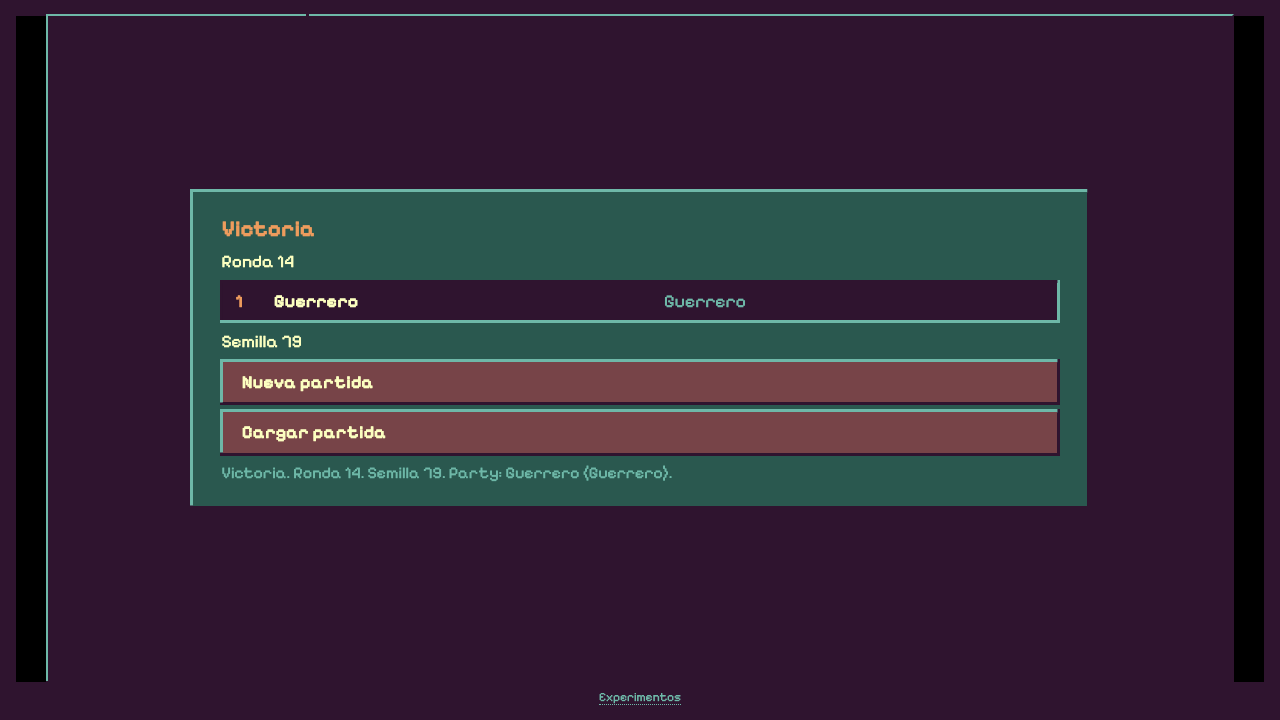 Victoria
Ronda 14
1 Guerrero Guerrero
Semilla 79
Nueva partida
Cargar partida
Victoria. Ronda 14. Semilla 79. Party: Guerrero (Guerrero).
Experimentos